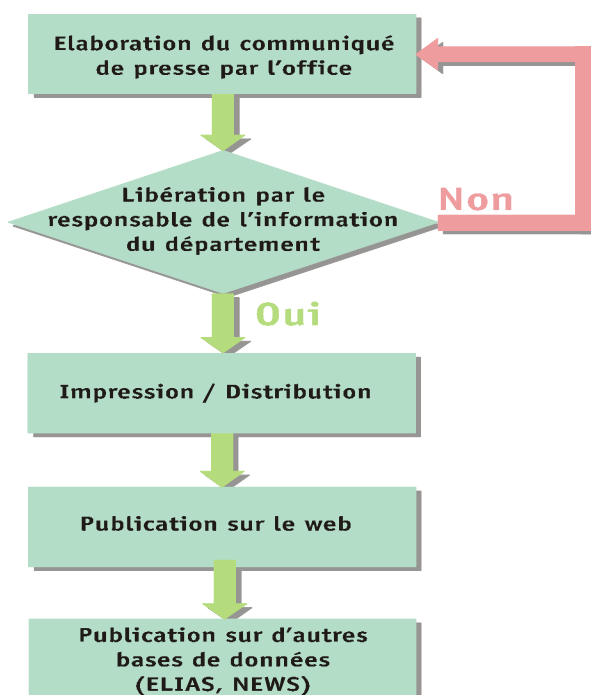 Elaboration du communiqué
de presse par l'office
Libération par le
responsable de l'information
du département
Non
Oui
Impression / Distribution
Publication sur le web
Publication sur d'autres
bases de données
(ELIAS, NEWS)